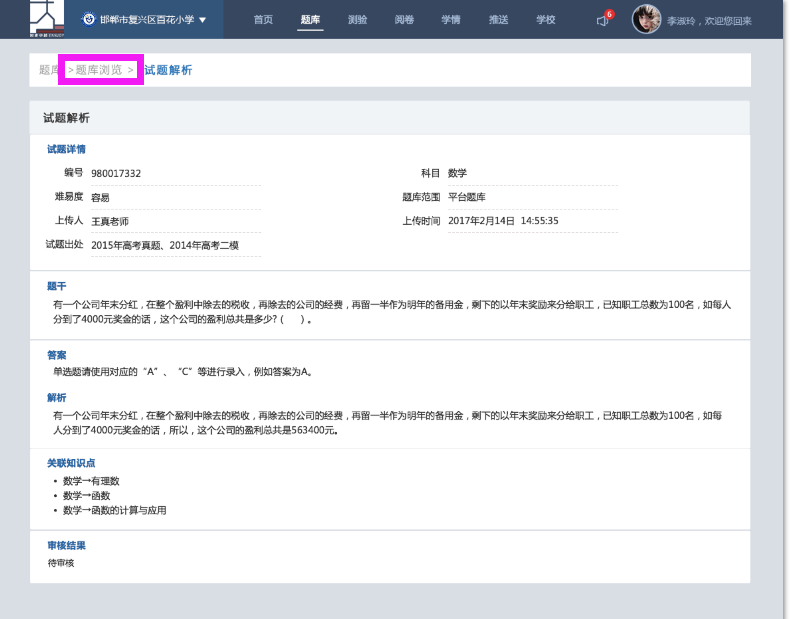 邯郸市复兴区百花小学 ▼ 首页 题库 测验 阅卷 学情 推送 学校 6 李淑玲，欢迎您回来
题库 >题库浏览 > 试题解析
试题解析
试题详情
编号 980017332 科目 数学
难易度 容易 题库范围 平台题库
上传人 王真老师 上传时间 2017年2月14日 14:55:35
试题出处 2015年高考真题、2014年高考二模
题干
有一个公司年末分红，在整个盈利中除去的税收，再除去的公司的经费，再留一半作为明年的备用金，剩下的以年末奖励来分给职工，已知职工总数为100名，如每人
分到了4000元奖金的话，这个公司的盈利总共是多少?（ ）。
答案
单选题请使用对应的“A”、“C”等进行录入，例如答案为A。
解析
有一个公司年末分红，在整个盈利中除去的税收，再除去的公司的经费，再留一半作为明年的备用金，剩下的以年末奖励来分给职工，已知职工总数为100名，如每
人分到了4000元奖金的话，所以，这个公司的盈利总共是563400元。
关联知识点
• 数学→有理数
• 数学→函数
• 数学→函数的计算与应用
审核结果
待审核